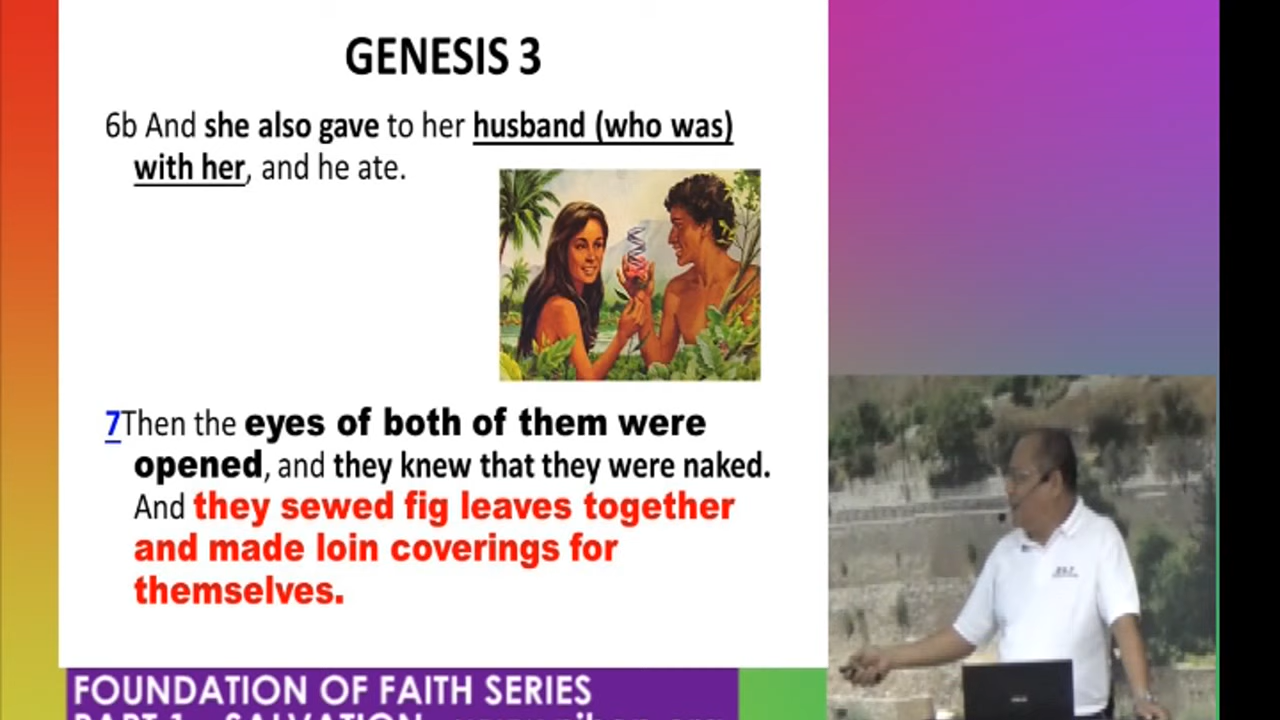 GENESIS 3
6b And she also gave to her husband (who was)
with her, and he ate.
7Then the eyes of both of them were
opened, and they knew that they were naked.
And they sewed fig leaves together
and made loin coverings for
themselves.
FOUNDATION OF FAITH SERIES
PART 1 - SALVATION